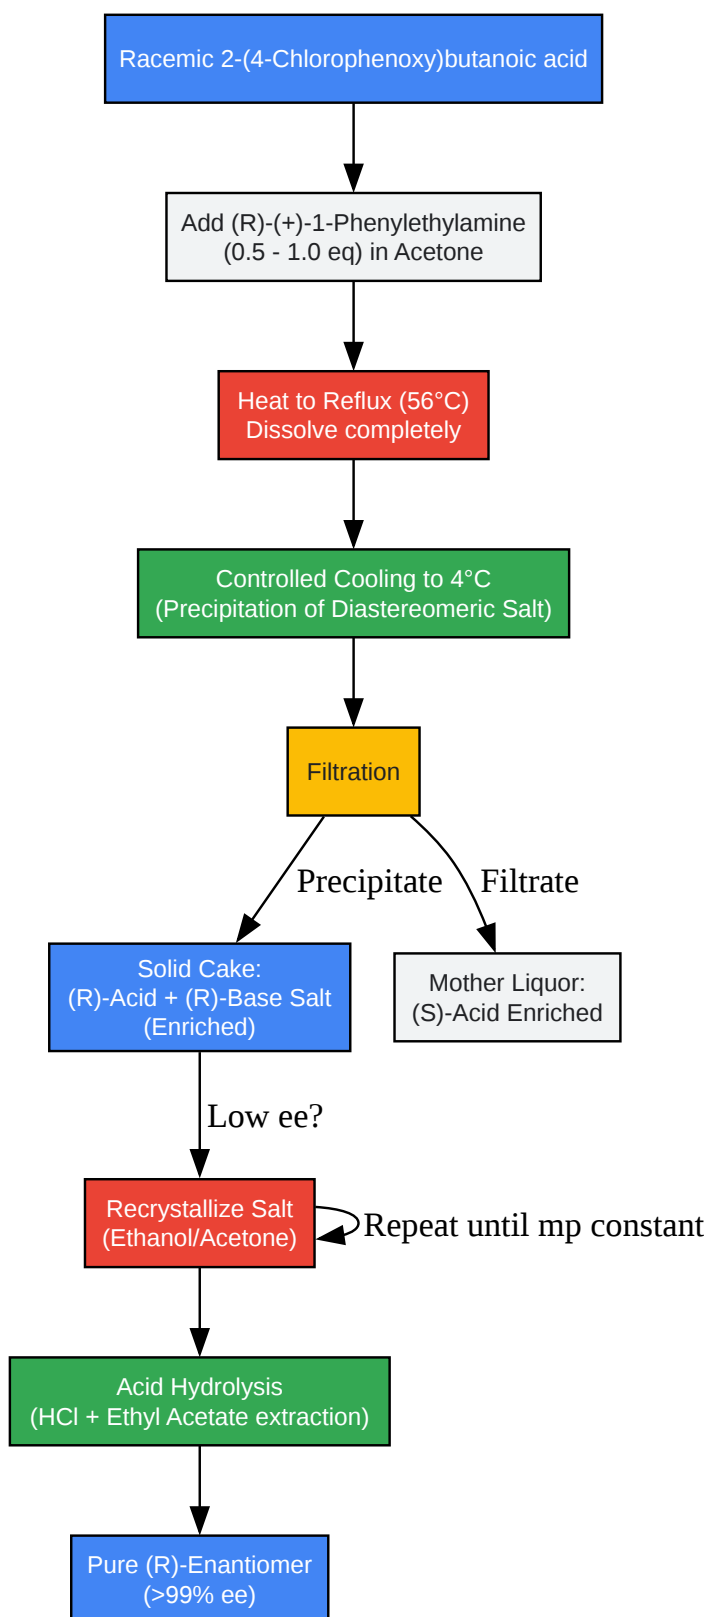 Racemic 2-(4-Chlorophenoxy)butanoic acid
Add (R)-(+)-1-Phenylethylamine
(0.5 - 1.0 eq) in Acetone
Heat to Reflux (56°C)
Dissolve completely
Controlled Cooling to 4°C
(Precipitation of Diastereomeric Salt)
Filtration
Precipitate
Filtrate
Solid Cake:
(R)-Acid + (R)-Base Salt
(Enriched)
Mother Liquor:
(S)-Acid Enriched
Low ee?
Recrystallize Salt
(Ethanol/Acetone)
Repeat until mp constant
Acid Hydrolysis
(HCl + Ethyl Acetate extraction)
Pure (R)-Enantiomer
(>99% ee)